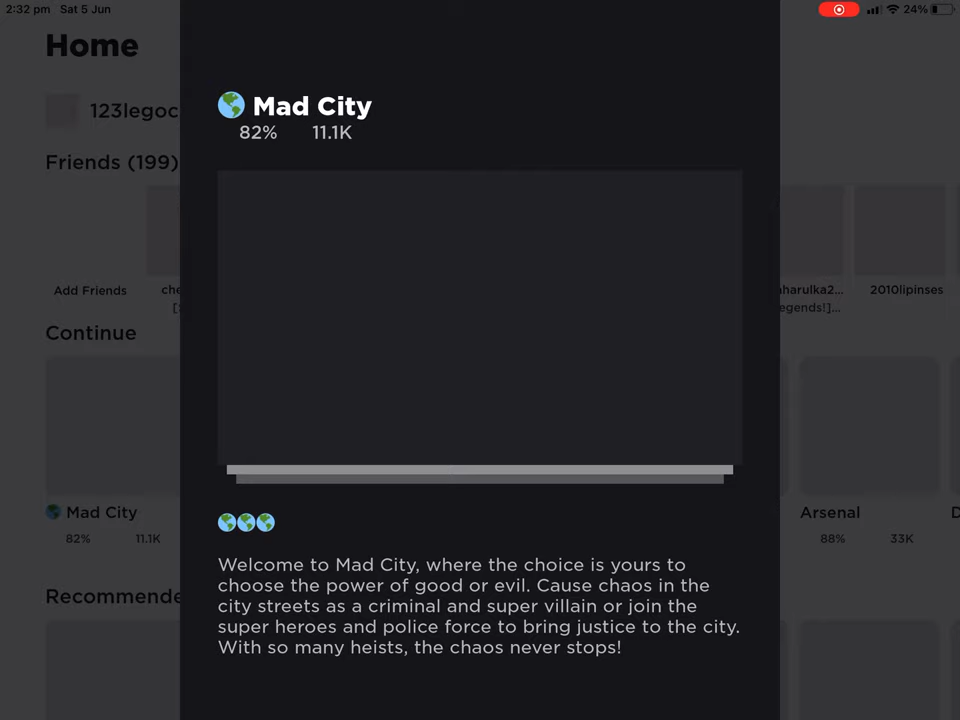 2:32 pm Sat 5 Jun
24%
Home
123legoc
Friends (199)
Add Friends
che
[S
aharulka2...
egends!]...
2010lipinses
Continue
Mad City
82% 11.1K
Arsenal
88% 33K
D
Recommende
Mad City
82% 11.1K
Welcome to Mad City, where the choice is yours to
choose the power of good or evil. Cause chaos in the
city streets as a criminal and super villain or join the
super heroes and police force to bring justice to the city.
With so many heists, the chaos never stops!